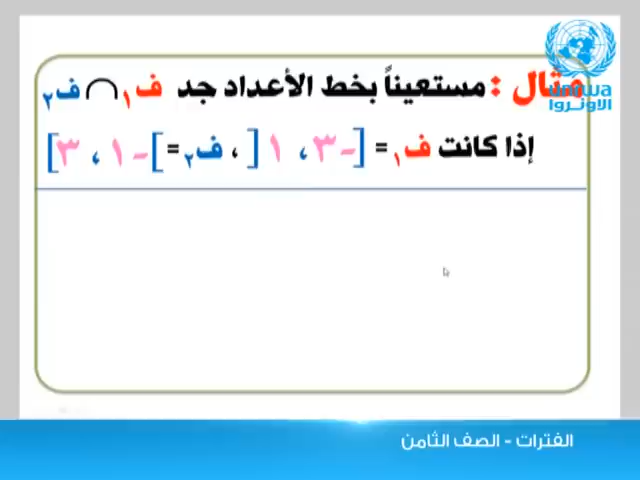 مثال : مستعيناً بخط الأعداد جد ف١ ∩ ف٢
إذا كانت ف١ = [-٣ ، ١] ، ف٢ = [-١ ، ٣]
unrwa
الأونروا
الفترات - الصف الثامن